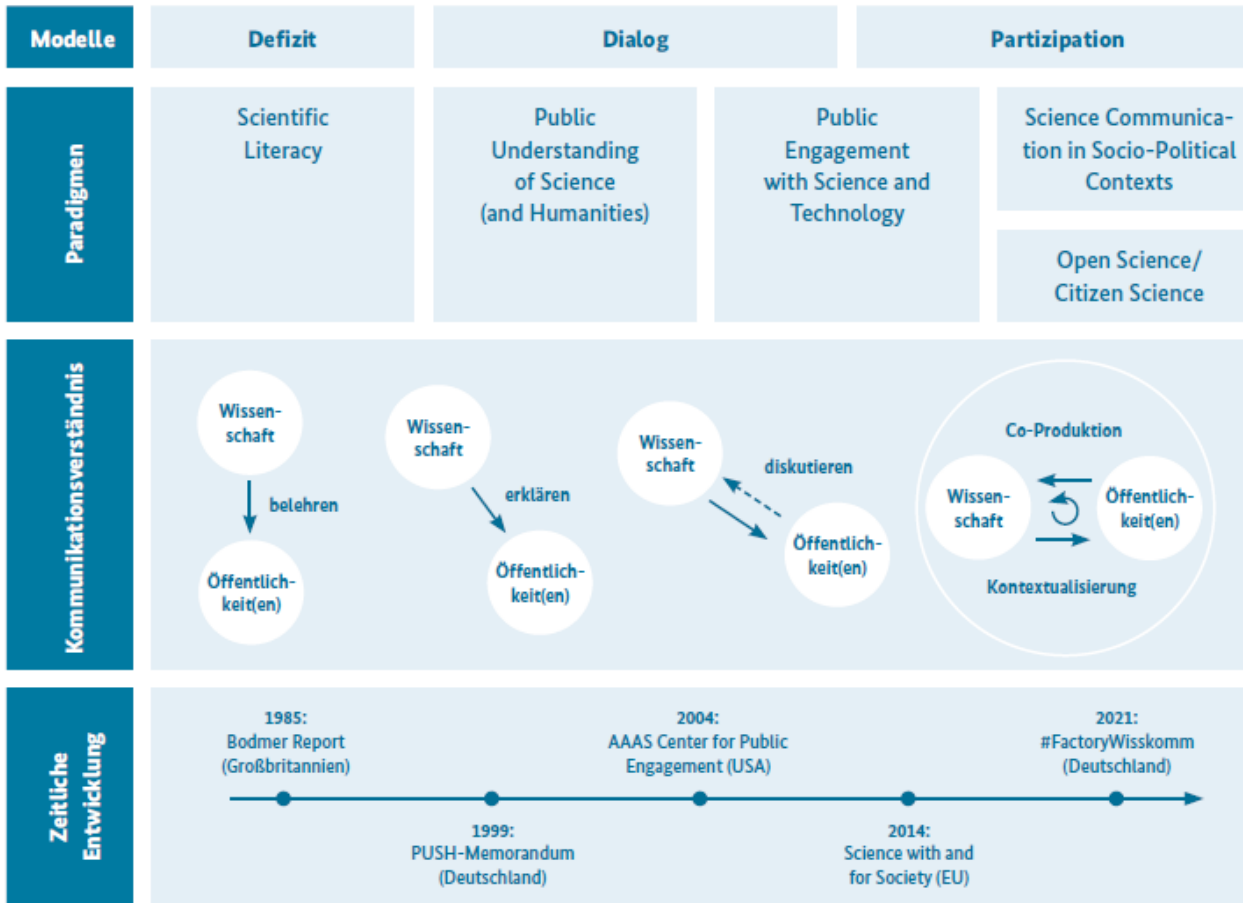 Modelle
Defizit
Dialog
Partizipation
Paradigmen
Scientific
Literacy
Public
Understanding
of Science
(and Humanities)
Public
Engagement
with Science and
Technology
Science Communica-
tion in Socio-Political
Contexts
Open Science/
Citizen Science
Kommunikationsverständnis
Wissen-
schaft
belehren
Öffentlich-
keit(en)
Wissen-
schaft
erklären
Öffentlich-
keit(en)
Wissen-
schaft
diskutieren
Öffentlich-
keit(en)
Co-Produktion
Wissen-
schaft
Öffentlich-
keit(en)
Kontextualisierung
Zeitliche
Entwicklung
1985:
Bodmer Report
(Großbritannien)
1999:
PUSH-Memorandum
(Deutschland)
2004:
AAAS Center for Public
Engagement (USA)
2014:
Science with and
for Society (EU)
2021:
#FactoryWisskomm
(Deutschland)